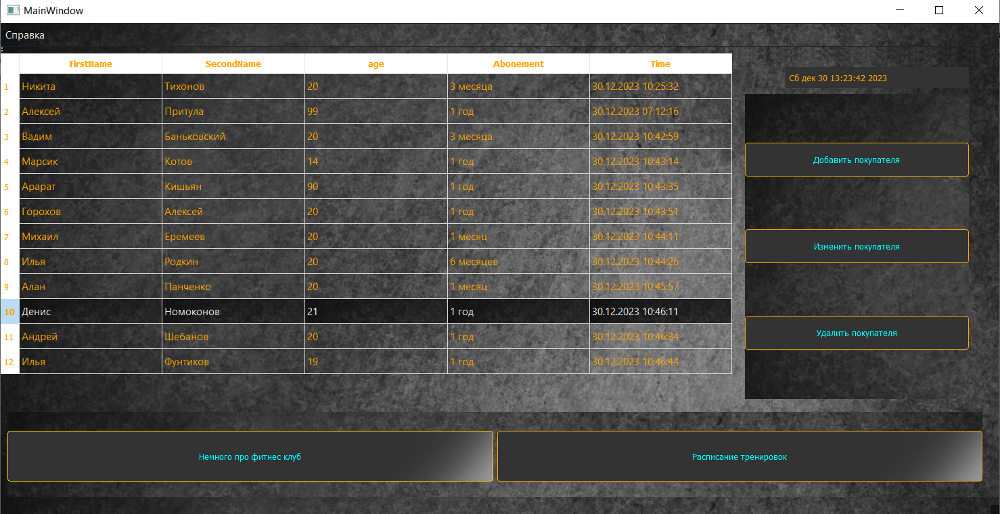 MainWindow
Справка
FirstName SecondName age Abonement Time
Сб дек 30 13:23:42 2023
1 Никита Тихонов 20 3 месяца 30.12.2023 10:25:32
2 Алексей Притула 99 1 год 30.12.2023 07:12:16
3 Вадим Баньковский 20 3 месяца 30.12.2023 10:42:59
4 Марсик Котов 14 1 год 30.12.2023 10:43:14
5 Арарат Кишьян 90 1 год 30.12.2023 10:43:35
6 Горохов Алексей 20 1 год 30.12.2023 10:43:51
7 Михаил Еремеев 20 1 месяц 30.12.2023 10:44:11
8 Илья Родкин 20 6 месяцев 30.12.2023 10:44:26
9 Алан Панченко 20 1 месяц 30.12.2023 10:45:57
10 Денис Номоконов 21 1 год 30.12.2023 10:46:11
11 Андрей Шебанов 20 1 год 30.12.2023 10:46:34
12 Илья Фунтиков 19 1 год 30.12.2023 10:46:44
Добавить покупателя
Изменить покупателя
Удалить покупателя
Немного про фитнес клуб
Расписание тренировок